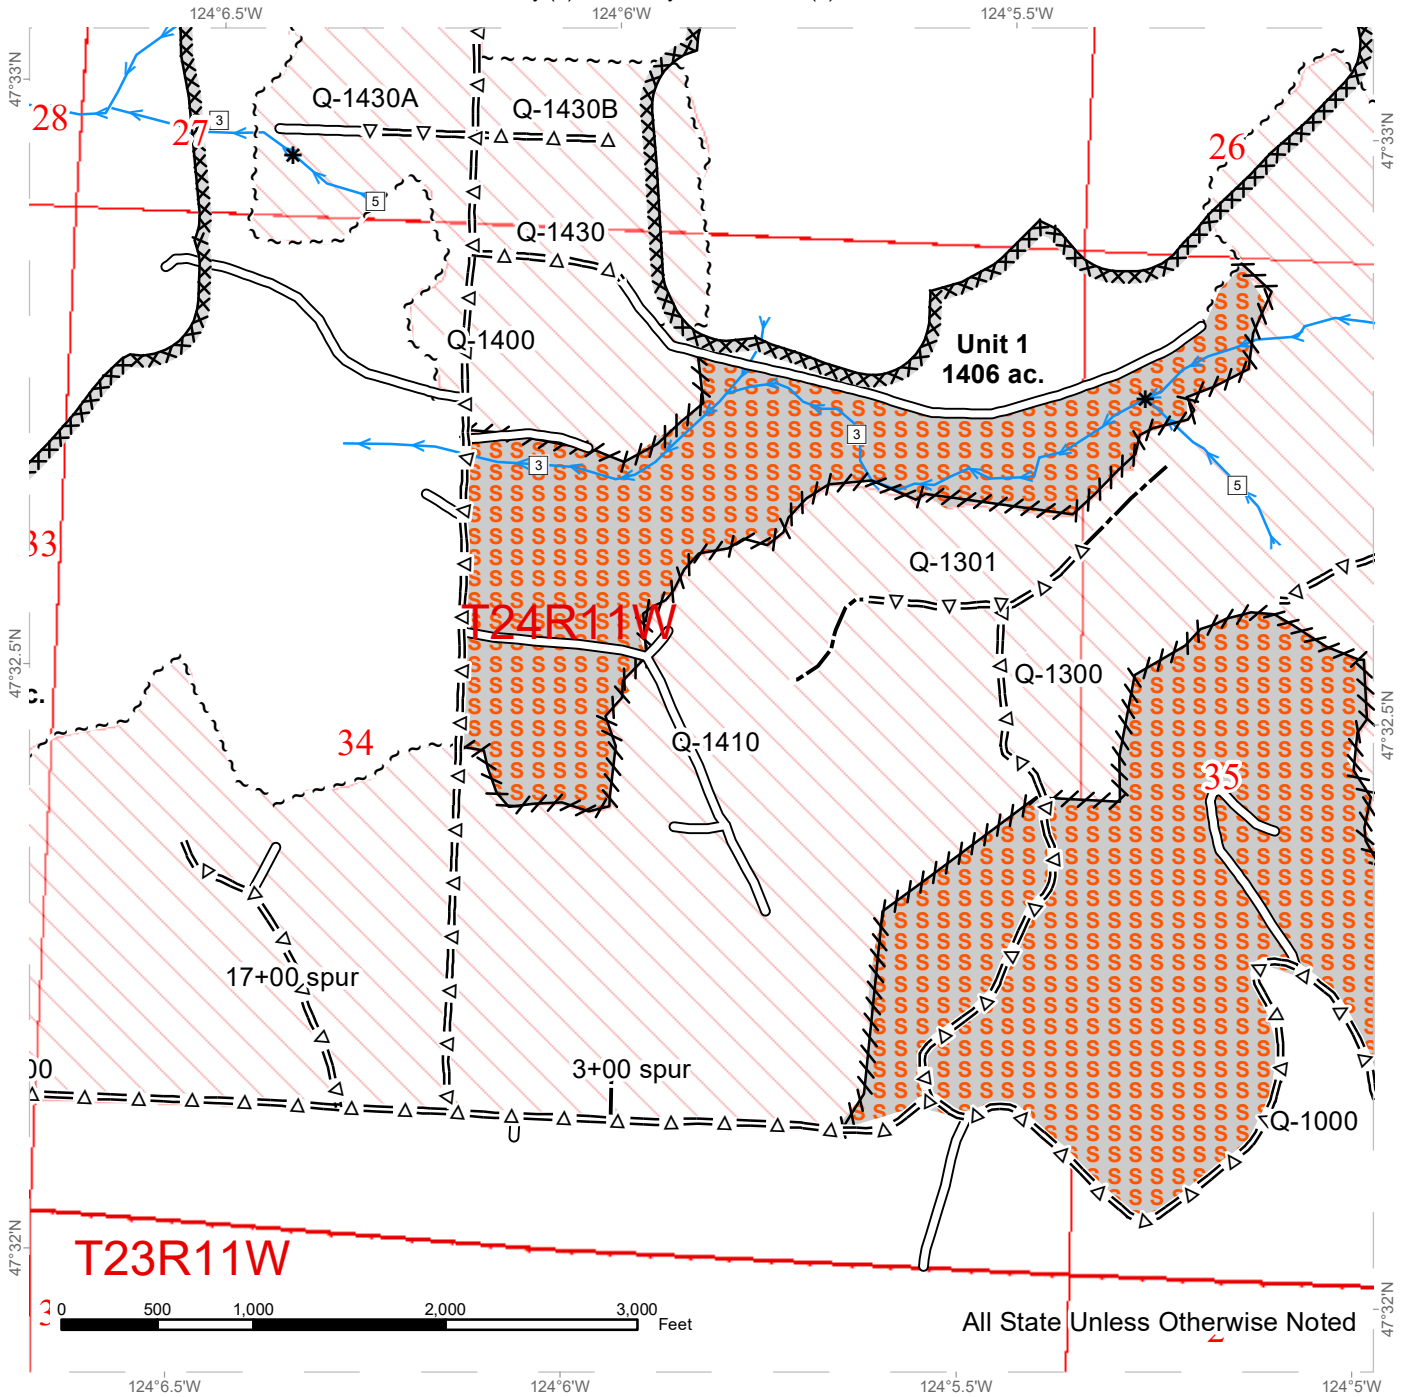 124°6.5'W
124°6'W
124°5.5'W
47°33'N
47°33'N
28
27
3
Q-1430A
Q-1430B
26
5
Q-1430
Q-1400
Unit 1
1406 ac.
3
3
5
33
Q-1301
T24R11W
47°32.5'N
47°32.5'N
Q-1300
c.
34
Q-1410
35
17+00 spur
00
3+00 spur
Q-1000
47°32'N
47°32'N
T23R11W
0
500
1,000
2,000
3,000
Feet
All State Unless Otherwise Noted
124°6.5'W
124°6'W
124°5.5'W
124°5'W